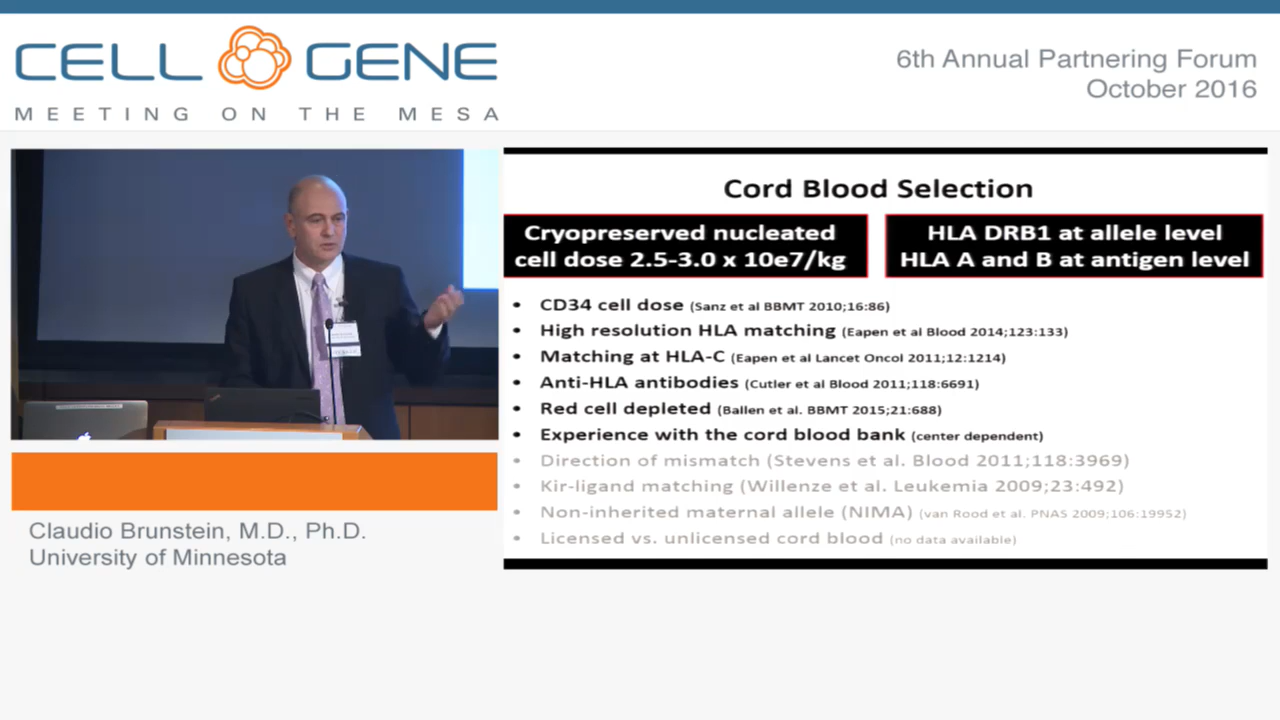 CELL GENE
MEETING ON THE MESA
6th Annual Partnering Forum
October 2016
Cord Blood Selection
Cryopreserved nucleated
cell dose 2.5-3.0 x 10e7/kg
HLA DRB1 at allele level
HLA A and B at antigen level
• CD34 cell dose (Sanz et al BBMT 2010;16:86)
• High resolution HLA matching (Eapen et al Blood 2014;123:133)
• Matching at HLA-C (Eapen et al Lancet Oncol 2011;12:1214)
• Anti-HLA antibodies (Cutler et al Blood 2011;118:6691)
• Red cell depleted (Ballen et al. BBMT 2015;21:688)
• Experience with the cord blood bank (center dependent)
• Direction of mismatch (Stevens et al. Blood 2011;118:3969)
• Kir-ligand matching (Willenze et al. Leukemia 2009;23:492)
• Non-inherited maternal allele (NIMA) (van Rood et al. PNAS 2009;106:19952)
• Licensed vs. unlicensed cord blood (no data available)
Claudio Brunstein, M.D., Ph.D.
University of Minnesota